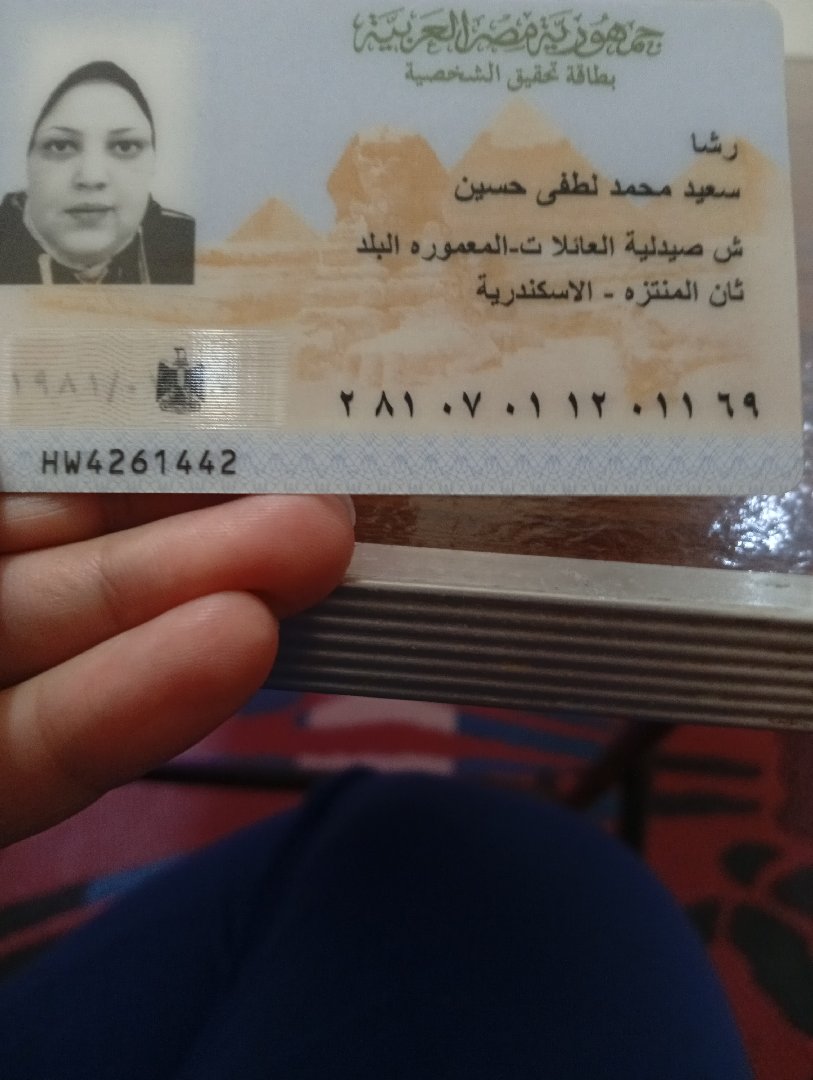 جمهورية مصر العربية
بطاقة تحقيق الشخصية
رشا
سعيد محمد لطفى حسين
ش صيدلية العائلا ت-المعموره البلد
ثان المنتزه - الاسكندرية
٢ ٨١ ٠٧ ٠١ ١٢ ٠١١ ٦٩
HW4261442